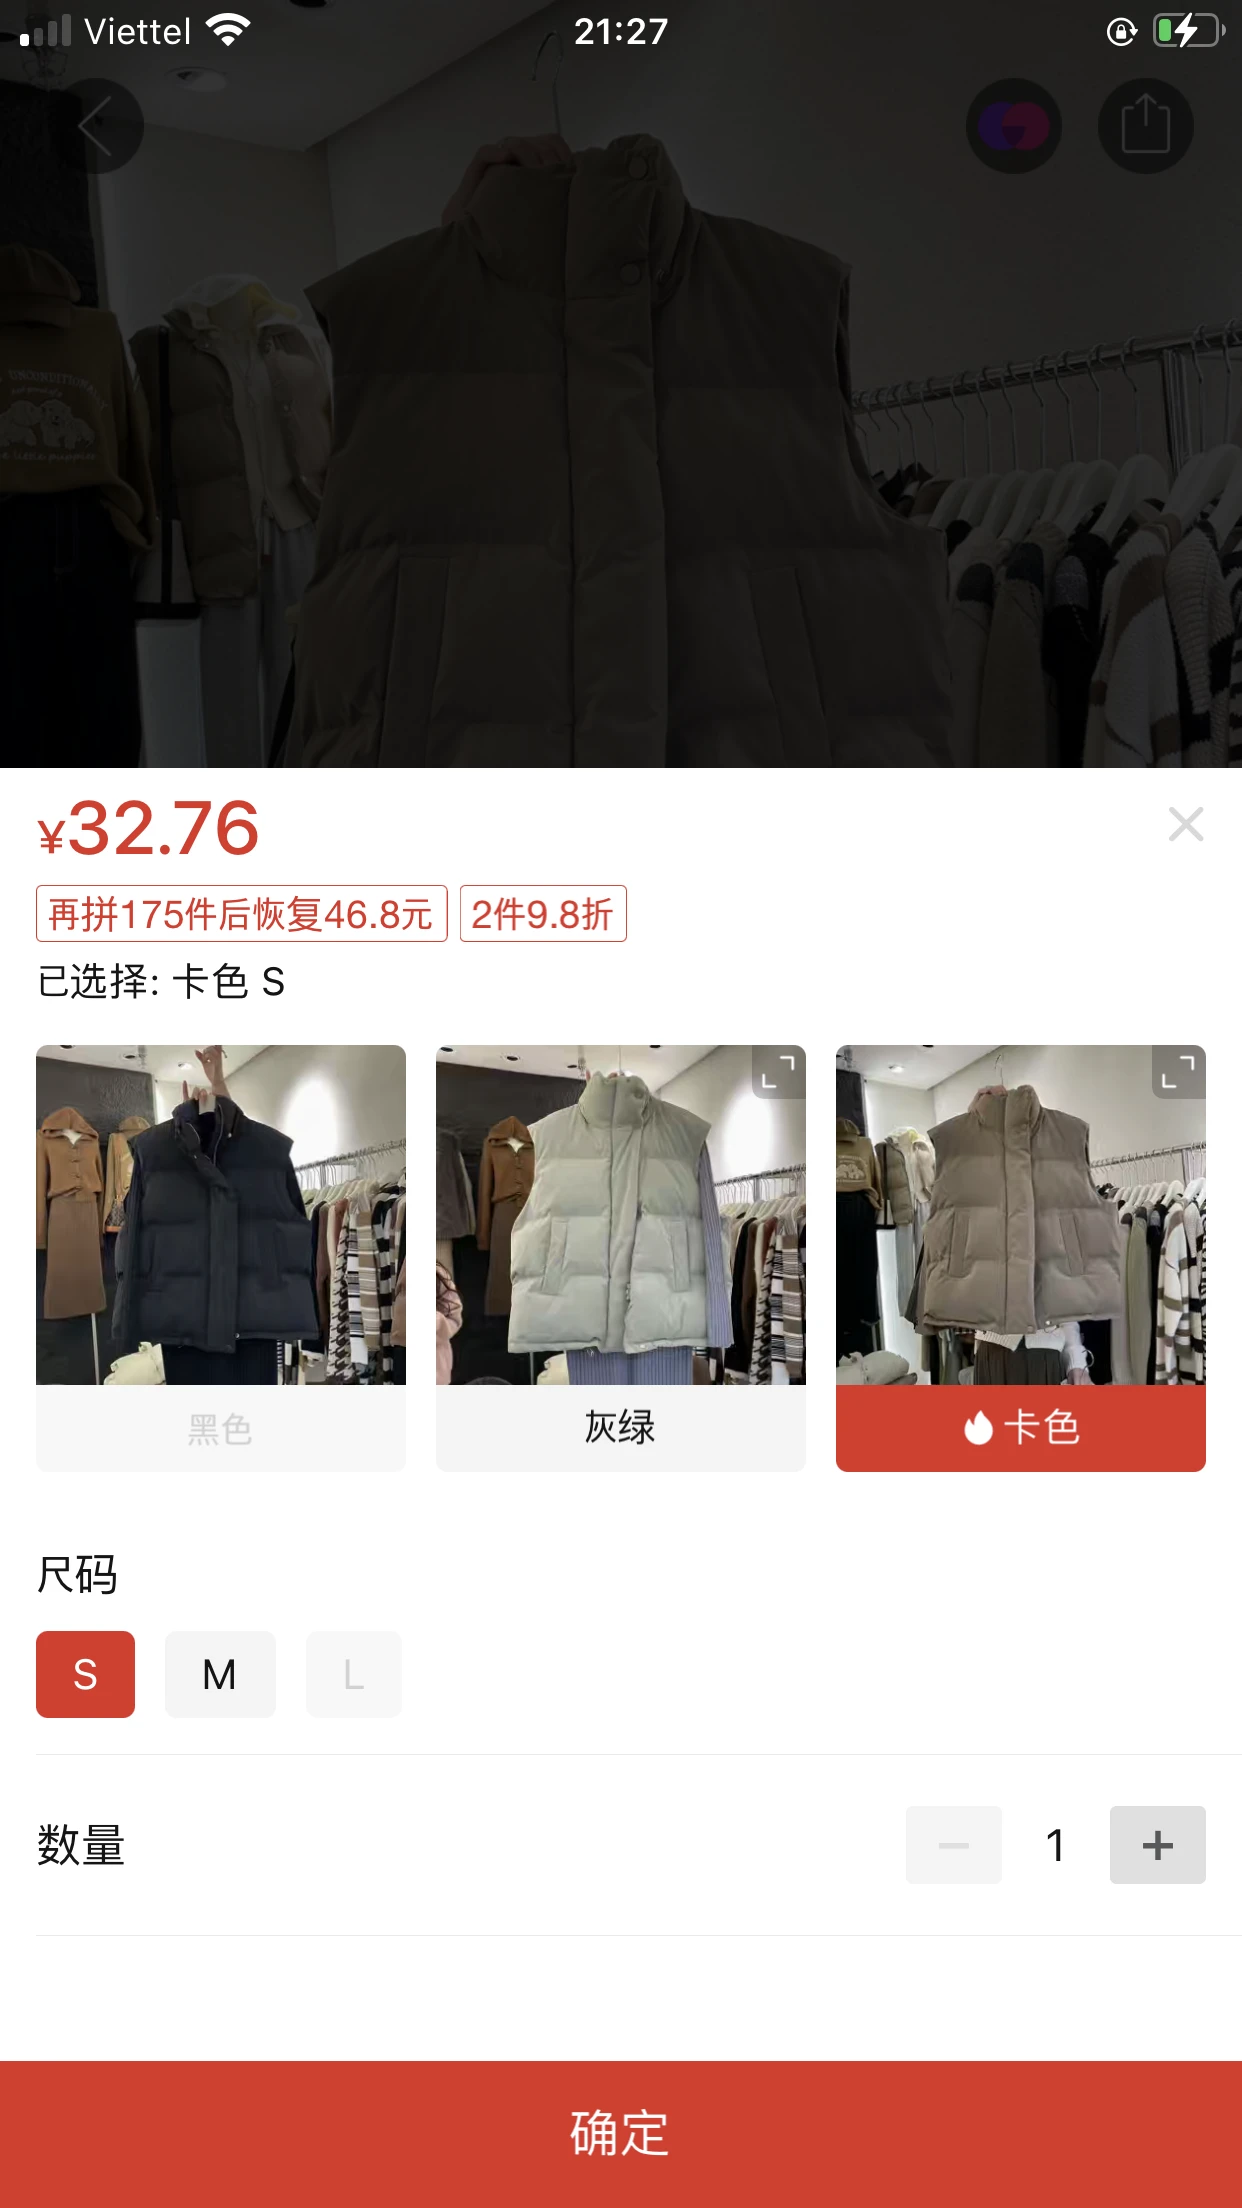 Viettel
21:27
UNCONDITIONALLY
¥32.76
再拼175件后恢复46.8元
2件9.8折
已选择: 卡色 S
黑色
灰绿
卡色
尺码
S
M
L
数量
1
确定